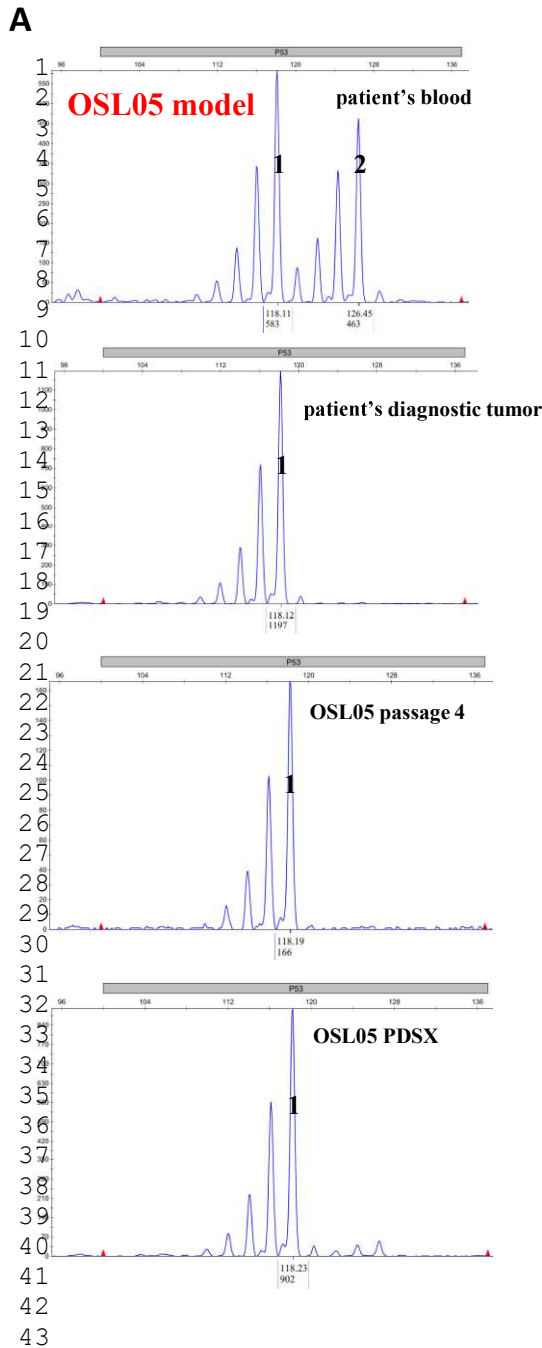 A
P53
96 104 112 120 128 136
1
2 OSL05 model patient's blood
3
4
5 1 2
6
7
8
9 118.11 126.45
583 463
10
P53
96 104 112 120 128 136
11
12 patient's diagnostic tumor
13
14 1
15
16
17
18
19 118.12
1197
20
P53
21
96 104 112 120 128 136
22 OSL05 passage 4
23
24
25 1
26
27
28
29
30 118.19
166
31
P53
32
96 104 112 120 128 136
33 OSL05 PDSX
34
35 1
36
37
38
39
40
41 118.23
902
42
43